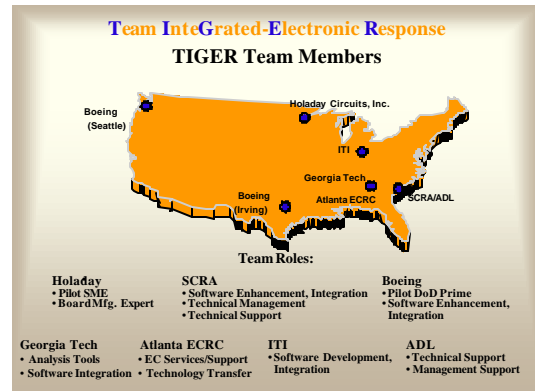 Team InteGrated-Electronic Response
TIGER Team Members
Boeing
(Seattle)
Holaday Circuits, Inc.
ITI
Georgia Tech
Atlanta ECRC
SCRA/ADL
Boeing
(Irving)
Team Roles:
Holaday
• Pilot SME
• Board Mfg. Expert
SCRA
• Software Enhancement, Integration
• Technical Management
• Technical Support
Boeing
• Pilot DoD Prime
• Software Enhancement,
Integration
Georgia Tech
• Analysis Tools
• Software Integration
Atlanta ECRC
• EC Services/Support
• Technology Transfer
ITI
• Software Development,
Integration
ADL
• Technical Support
• Management Support